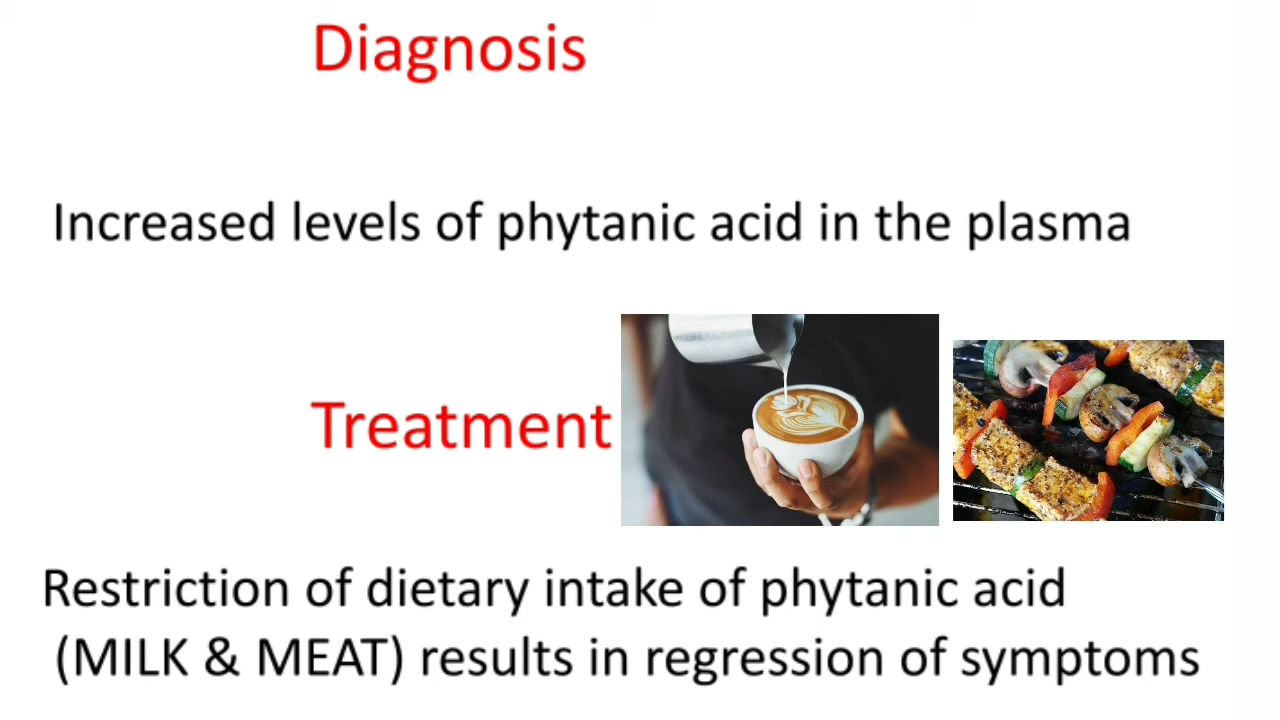 Diagnosis
Increased levels of phytanic acid in the plasma
Treatment
Restriction of dietary intake of phytanic acid
(MILK & MEAT) results in regression of symptoms